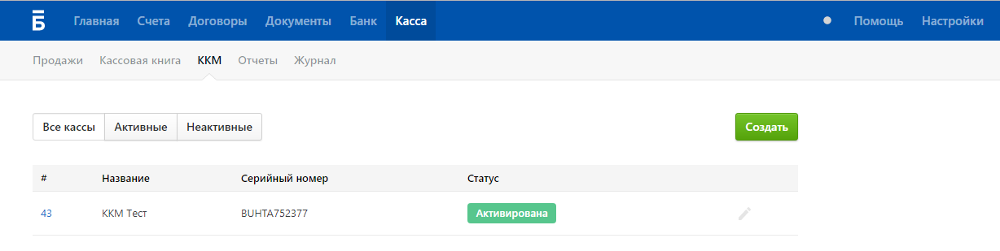 Б Главная Счета Договоры Документы Банк Касса Помощь Настройки
Продажи Кассовая книга ККМ Отчеты Журнал
Все кассы Активные Неактивные Создать
# Название Серийный номер Статус
43 ККМ Тест BUHTA752377 Активирована